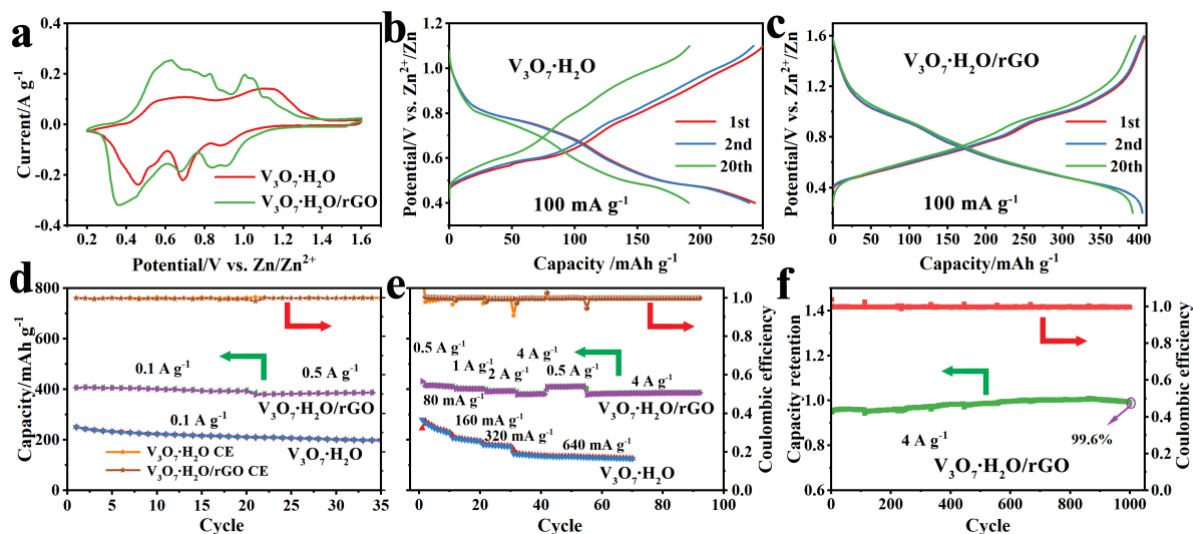 a
0.4
0.2
0.0
-0.2
-0.4
Current/A g⁻¹
V₃O₇·H₂O
V₃O₇·H₂O/rGO
0.2 0.4 0.6 0.8 1.0 1.2 1.4 1.6
Potential/V vs. Zn/Zn²⁺
b
1.2
1.0
0.8
0.6
0.4
Potential/V vs. Zn²⁺/Zn
V₃O₇·H₂O
1st
2nd
20th
100 mA g⁻¹
0 50 100 150 200 250
Capacity /mAh g⁻¹
c
1.6
1.2
0.8
0.4
Potential/V vs. Zn²⁺/Zn
V₃O₇·H₂O/rGO
1st
2nd
20th
100 mA g⁻¹
0 50 100 150 200 250 300 350 400
Capacity/mAh g⁻¹
d
800
600
400
200
0
Capacity/mAh g⁻¹
0.1 A g⁻¹
0.5 A g⁻¹
V₃O₇·H₂O/rGO
0.1 A g⁻¹
V₃O₇·H₂O CE
V₃O₇·H₂O/rGO CE
V₃O₇·H₂O
0 5 10 15 20 25 30 35
Cycle
e
1.0
0.8
0.6
0.4
0.2
0.0
Coulombic efficiency
0.5 A g⁻¹
1 A g⁻¹
2 A g⁻¹
4 A g⁻¹
0.5 A g⁻¹
4 A g⁻¹
V₃O₇·H₂O/rGO
80 mA g⁻¹
160 mA g⁻¹
320 mA g⁻¹
640 mA g⁻¹
V₃O₇·H₂O
0 20 40 60 80 100
Cycle
f
1.4
1.2
1.0
0.8
0.6
Capacity retention
1.0
0.8
0.6
0.4
0.2
0.0
Coulombic efficiency
4 A g⁻¹
99.6%
V₃O₇·H₂O/rGO
0 200 400 600 800 1000
Cycle